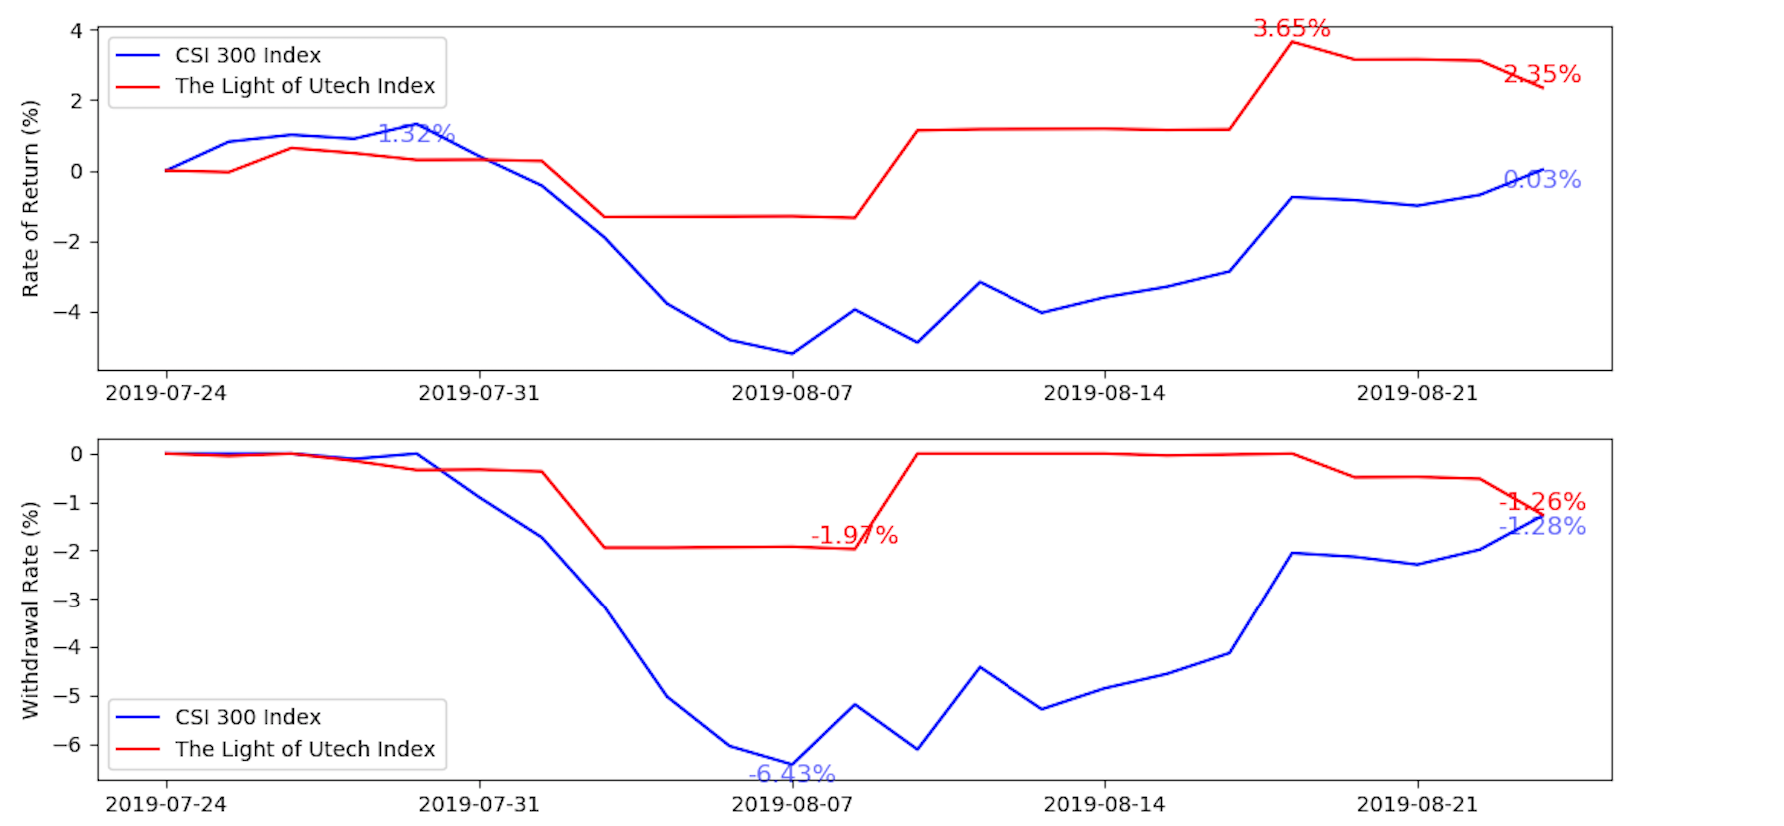 3.65%
4
CSI 300 Index
The Light of Utech Index
2.35%
2
1.32%
0
0.03%
−2
−4
Rate of Return (%)
2019-07-24 2019-07-31 2019-08-07 2019-08-14 2019-08-21
0
−1
-1.26%
-1.28%
-1.97%
−2
−3
−4
−5
CSI 300 Index
The Light of Utech Index
−6
-6.43%
Withdrawal Rate (%)
2019-07-24 2019-07-31 2019-08-07 2019-08-14 2019-08-21